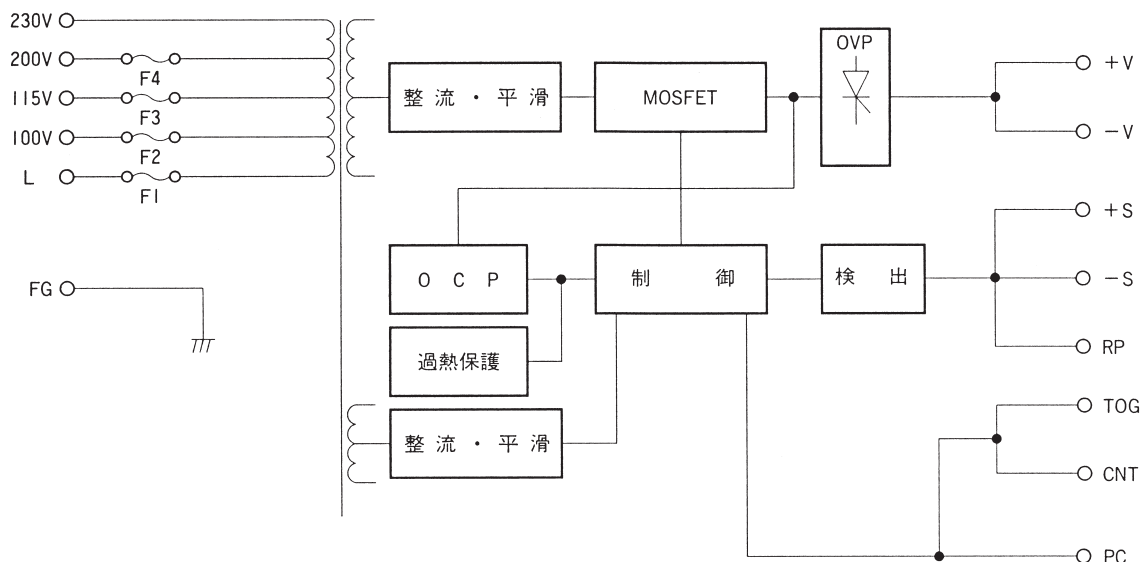 230V
200V
F4
115V
F3
100V
F2
L
F1
FG
整流・平滑
MOSFET
OVP
+V
−V
OCP
制御
検出
+S
−S
RP
過熱保護
整流・平滑
TOG
CNT
PC